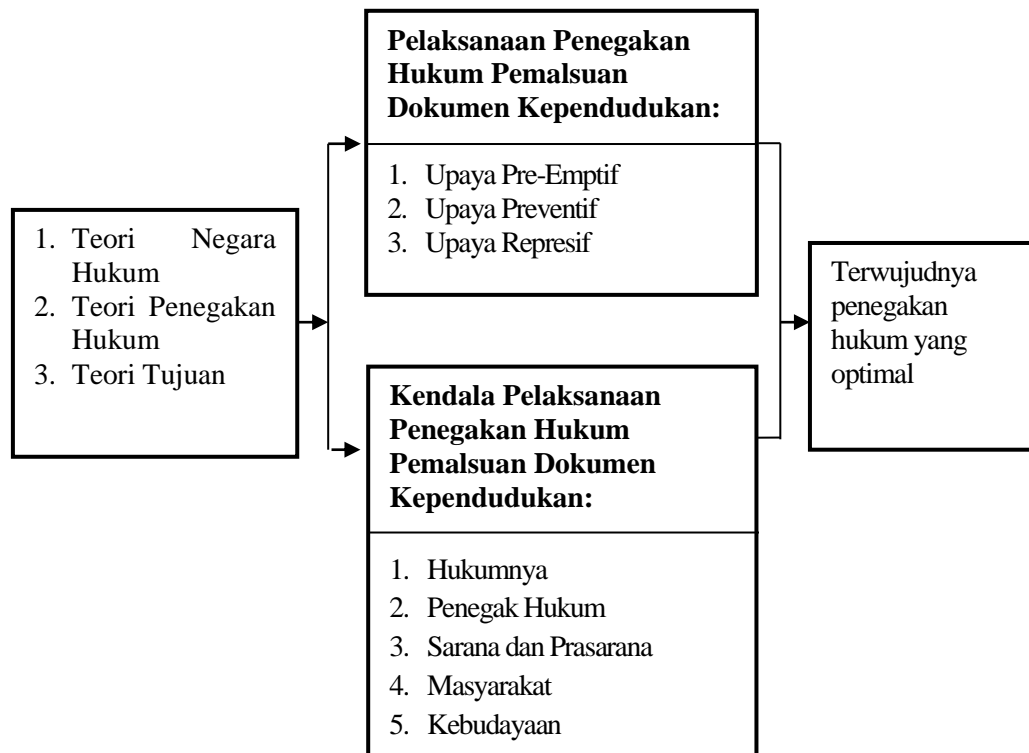 1. Teori Negara
Hukum
2. Teori Penegakan
Hukum
3. Teori Tujuan
Pelaksanaan Penegakan
Hukum Pemalsuan
Dokumen Kependudukan:
1. Upaya Pre-Emptif
2. Upaya Preventif
3. Upaya Represif
Kendala Pelaksanaan
Penegakan Hukum
Pemalsuan Dokumen
Kependudukan:
1. Hukumnya
2. Penegak Hukum
3. Sarana dan Prasarana
4. Masyarakat
5. Kebudayaan
Terwujudnya
penegakan
hukum yang
optimal